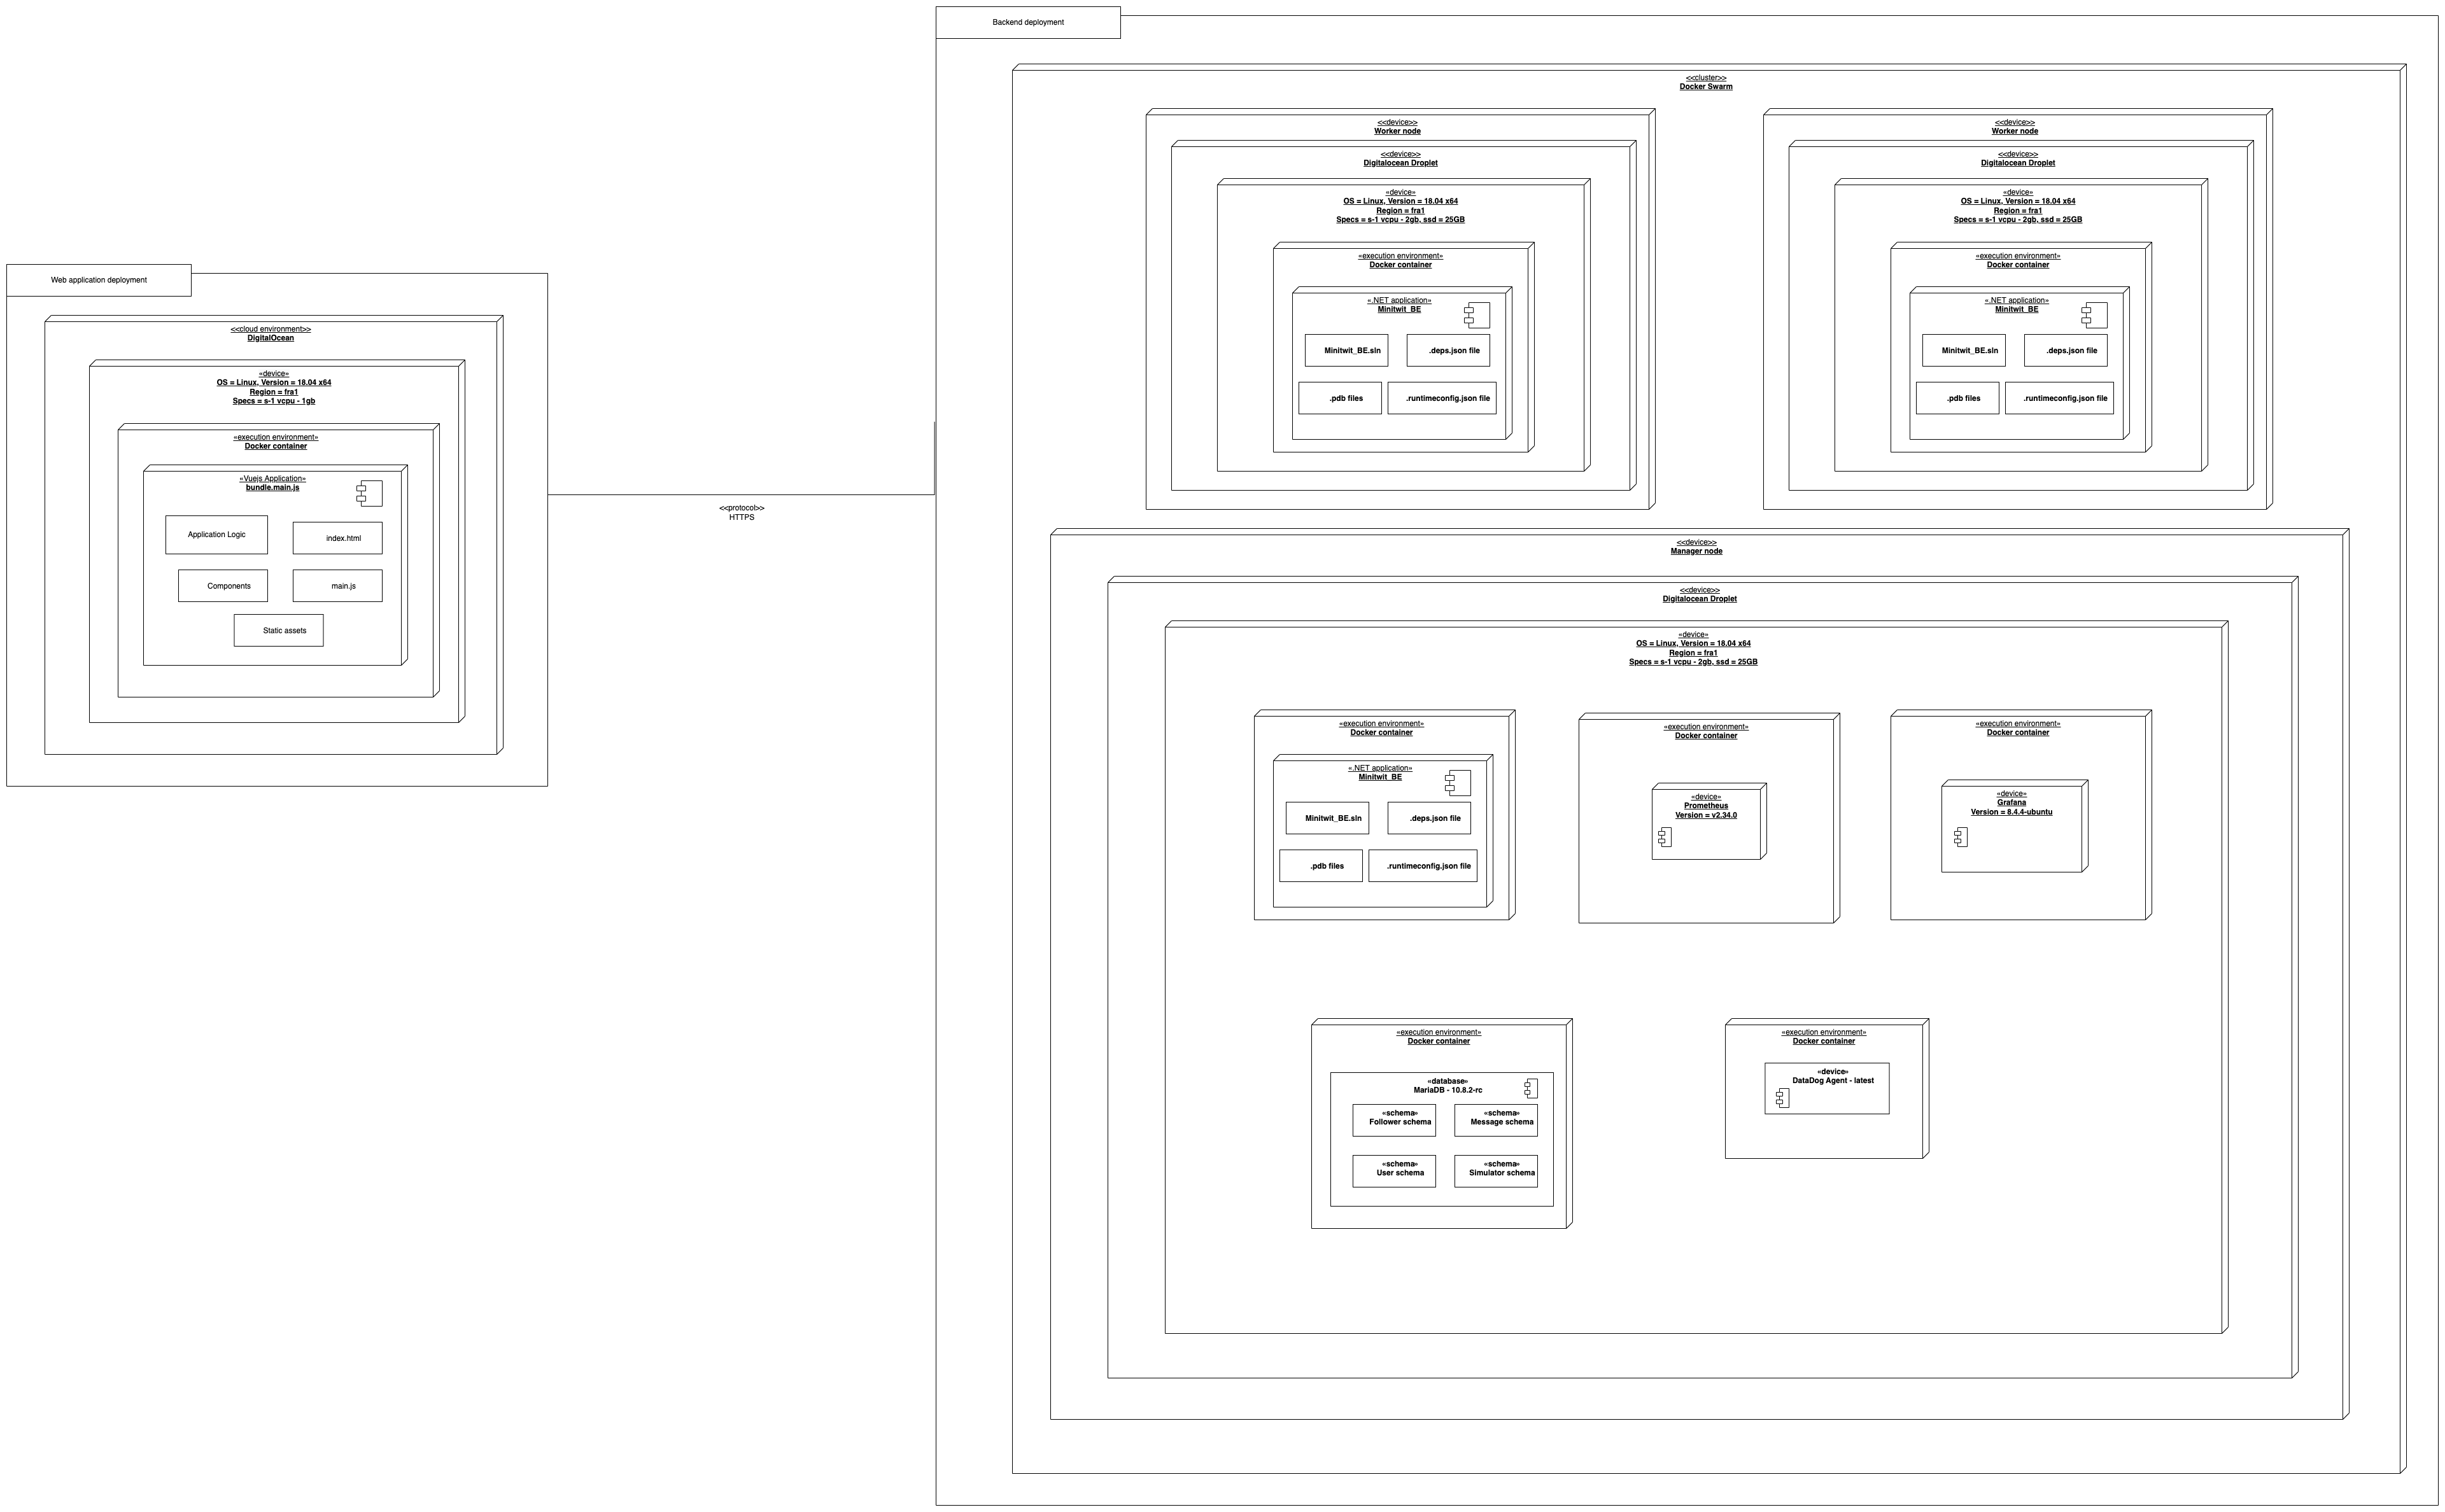 Backend deployment
<<cluster>>
Docker Swarm
<<device>>
Worker node
<<device>>
Digitalocean Droplet
«device»
OS = Linux, Version = 18.04 x64
Region = fra1
Specs = s-1 vcpu - 2gb, ssd = 25GB
«execution environment»
Docker container
«.NET application»
Minitwit_BE
Minitwit_BE.sln
.deps.json file
.pdb files
.runtimeconfig.json file
<<device>>
Worker node
<<device>>
Digitalocean Droplet
«device»
OS = Linux, Version = 18.04 x64
Region = fra1
Specs = s-1 vcpu - 2gb, ssd = 25GB
«execution environment»
Docker container
«.NET application»
Minitwit_BE
Minitwit_BE.sln
.deps.json file
.pdb files
.runtimeconfig.json file
Web application deployment
<<cloud environment>>
DigitalOcean
«device»
OS = Linux, Version = 18.04 x64
Region = fra1
Specs = s-1 vcpu - 1gb
«execution environment»
Docker container
«Vuejs Application»
bundle.main.js
Application Logic
index.html
Components
main.js
Static assets
<<protocol>>
HTTPS
<<device>>
Manager node
<<device>>
Digitalocean Droplet
«device»
OS = Linux, Version = 18.04 x64
Region = fra1
Specs = s-1 vcpu - 2gb, ssd = 25GB
«execution environment»
Docker container
«.NET application»
Minitwit_BE
Minitwit_BE.sln
.deps.json file
.pdb files
.runtimeconfig.json file
«execution environment»
Docker container
«device»
Prometheus
Version = v2.34.0
«execution environment»
Docker container
«device»
Grafana
Version = 8.4.4-ubuntu
«execution environment»
Docker container
«database»
MariaDB - 10.8.2-rc
«schema»
Follower schema
«schema»
Message schema
«schema»
User schema
«schema»
Simulator schema
«execution environment»
Docker container
«device»
DataDog Agent - latest